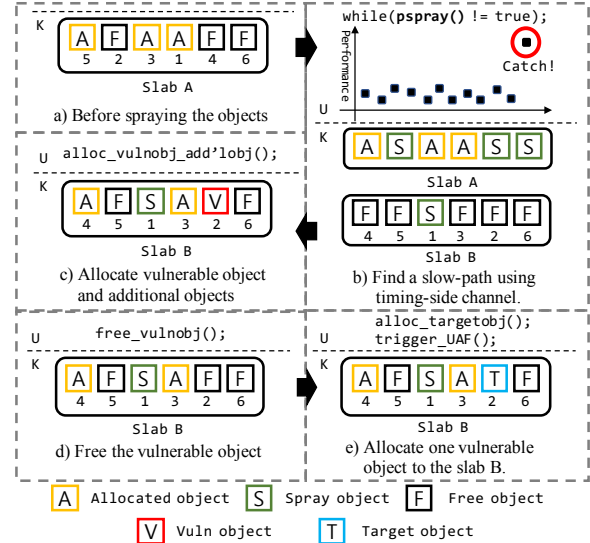 K
A F A A F F
5 2 3 1 4 6
Slab A
a) Before spraying the objects
while(pspray() != true);
Performance
Catch!
U
K
A S A A S S
Slab A
F F S F F F
4 5 1 3 2 6
Slab B
b) Find a slow-path using
timing-side channel.
U alloc_vulnobj_add'lobj();
K
A F S A V F
4 5 1 3 2 6
Slab B
c) Allocate vulnerable object
and additional objects
U free_vulnobj();
K
A F S A F F
4 5 1 3 2 6
Slab B
d) Free the vulnerable object
alloc_targetobj();
U trigger_UAF();
K
A F S A T F
4 5 1 3 2 6
Slab B
e) Allocate one vulnerable
object to the slab B.
A Allocated object S Spray object F Free object
V Vuln object T Target object